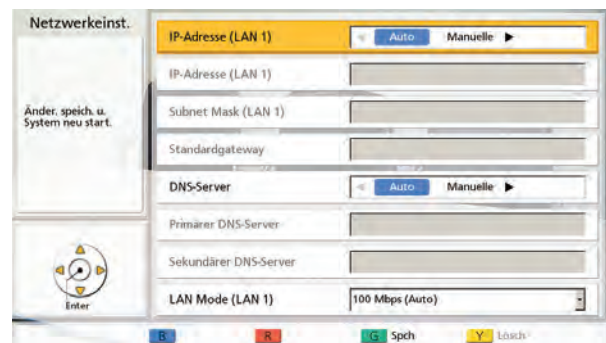 Netzwerkeinst.
Änder. speich. u.
System neu start.
Enter
IP-Adresse (LAN 1)
Auto Manuelle
IP-Adresse (LAN 1)
Subnet Mask (LAN 1)
Standardgateway
DNS-Server
Auto Manuelle
Primärer DNS-Server
Sekundärer DNS-Server
LAN Mode (LAN 1)
100 Mbps (Auto)
B R G Spch Y Lösch